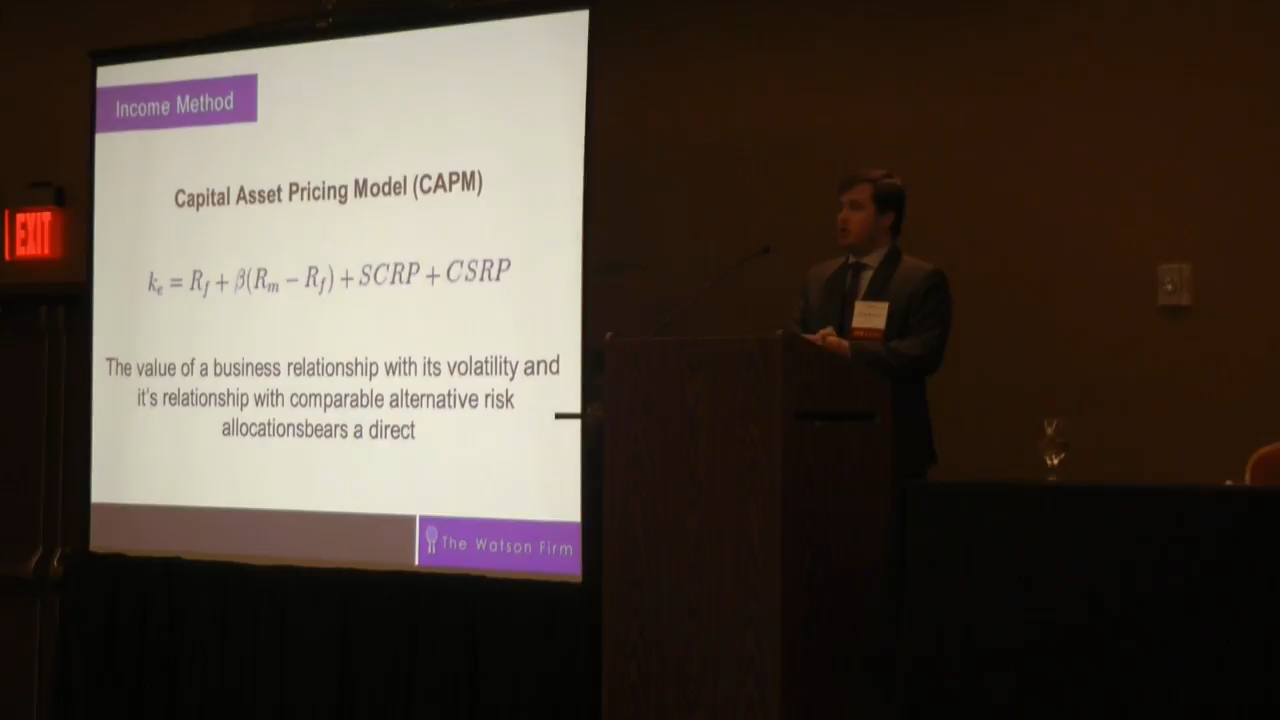 Income Method
Capital Asset Pricing Model (CAPM)
kₑ = R_f + β(R_m − R_f) + SCRP + CSRP
The value of a business relationship with its volatility and
it's relationship with comparable alternative risk
allocationsbears a direct
The Watson Firm
EXIT